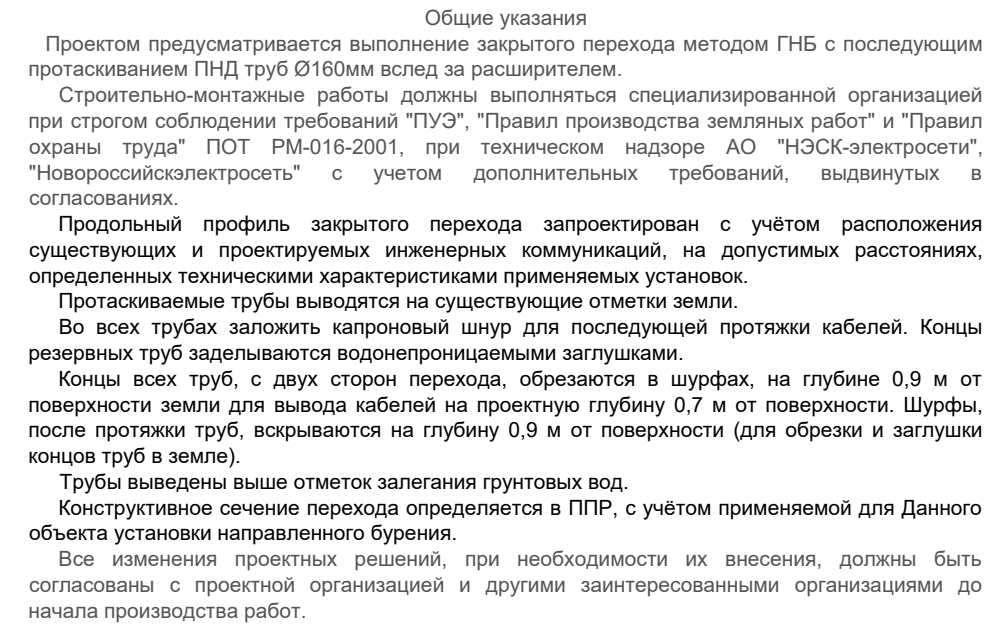 Общие указания
Проектом предусматривается выполнение закрытого перехода методом ГНБ с последующим
протаскиванием ПНД труб Ø160мм вслед за расширителем.
Строительно-монтажные работы должны выполняться специализированной организацией
при строгом соблюдении требований "ПУЭ", "Правил производства земляных работ" и "Правил
охраны труда" ПОТ РМ-016-2001, при техническом надзоре АО "НЭСК-электросети",
"Новороссийскэлектросеть" с учетом дополнительных требований, выдвинутых в
согласованиях.
Продольный профиль закрытого перехода запроектирован с учётом расположения
существующих и проектируемых инженерных коммуникаций, на допустимых расстояниях,
определенных техническими характеристиками применяемых установок.
Протаскиваемые трубы выводятся на существующие отметки земли.
Во всех трубах заложить капроновый шнур для последующей протяжки кабелей. Концы
резервных труб заделываются водонепроницаемыми заглушками.
Концы всех труб, с двух сторон перехода, обрезаются в шурфах, на глубине 0,9 м от
поверхности земли для вывода кабелей на проектную глубину 0,7 м от поверхности. Шурфы,
после протяжки труб, вскрываются на глубину 0,9 м от поверхности (для обрезки и заглушки
концов труб в земле).
Трубы выведены выше отметок залегания грунтовых вод.
Конструктивное сечение перехода определяется в ППР, с учётом применяемой для Данного
объекта установки направленного бурения.
Все изменения проектных решений, при необходимости их внесения, должны быть
согласованы с проектной организацией и другими заинтересованными организациями до
начала производства работ.